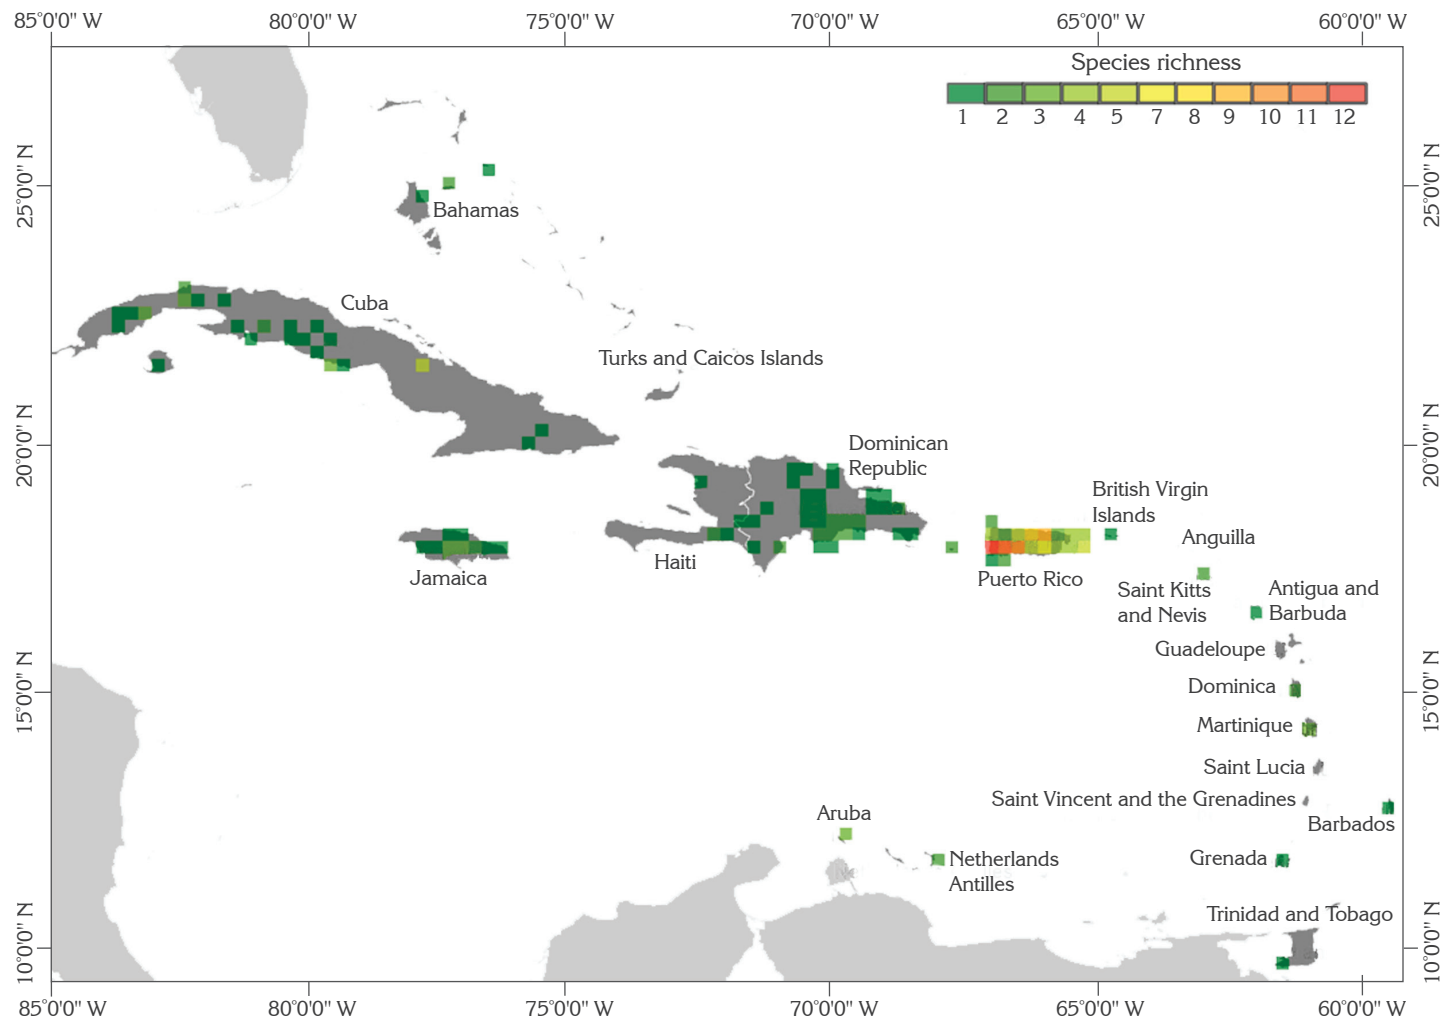 85°0'0" W
80°0'0" W
75°0'0" W
70°0'0" W
65°0'0" W
60°0'0" W
Species richness
1 2 3 4 5 7 8 9 10 11 12
25°0'0" N
25°0'0" N
Bahamas
Cuba
Turks and Caicos Islands
20°0'0" N
20°0'0" N
Dominican
Republic
British Virgin
Islands
Anguilla
Haiti
Jamaica
Puerto Rico
Saint Kitts
and Nevis
Antigua and
Barbuda
Guadeloupe
15°0'0" N
15°0'0" N
Dominica
Martinique
Saint Lucia
Saint Vincent and the Grenadines
Aruba
Barbados
Netherlands
Antilles
Grenada
Trinidad and Tobago
10°0'0" N
10°0'0" N
85°0'0" W
80°0'0" W
75°0'0" W
70°0'0" W
65°0'0" W
60°0'0" W